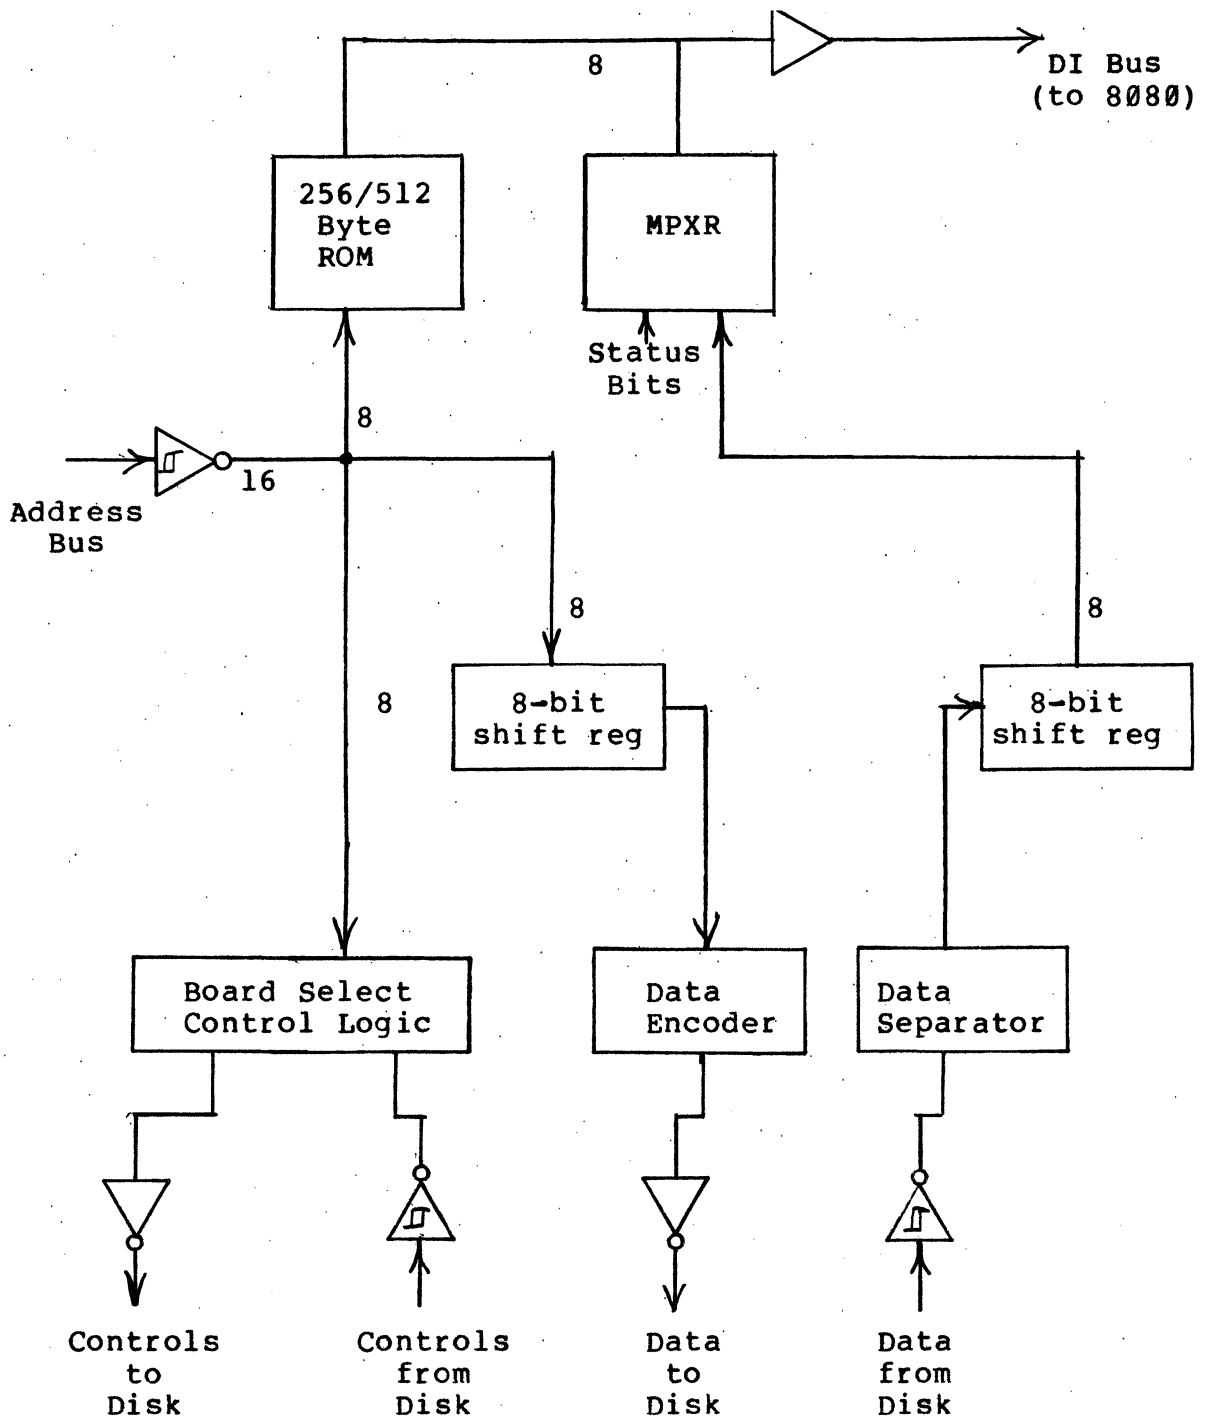 8
DI Bus
(to 8080)
256/512
Byte
ROM
MPXR
Status
Bits
8
16
Address
Bus
8
8
8
8-bit
shift reg
8-bit
shift reg
Board Select
Control Logic
Data
Encoder
Data
Separator
Controls
to
Disk
Controls
from
Disk
Data
to
Disk
Data
from
Disk